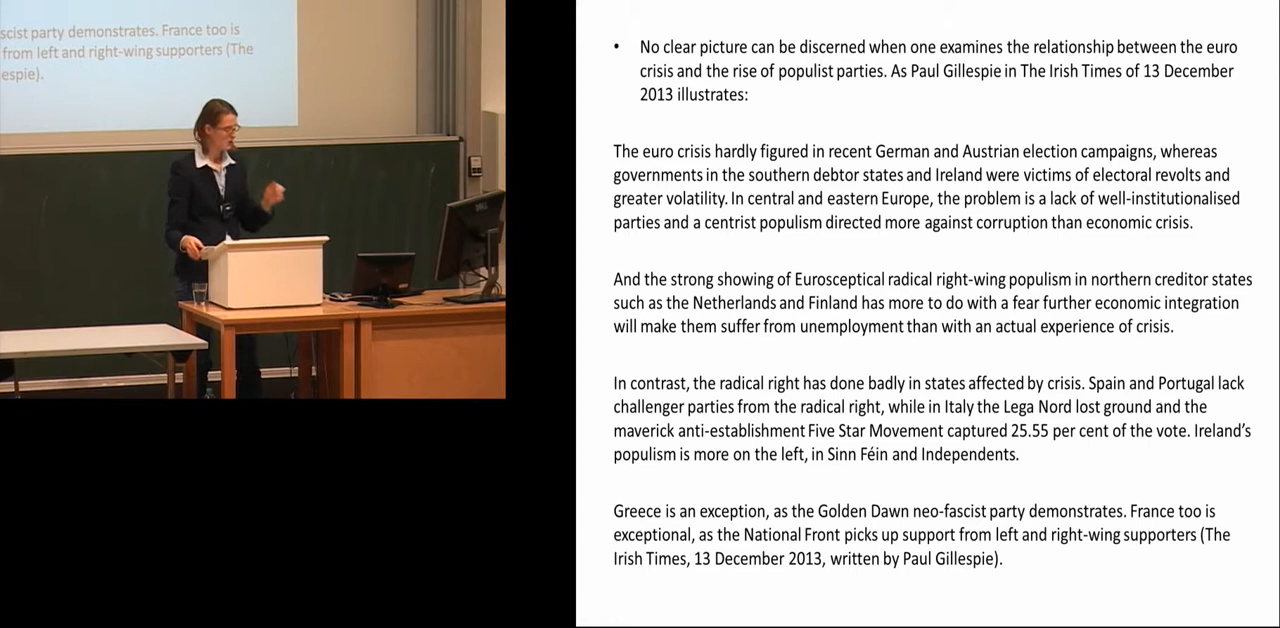 scist party demonstrates. France too is
from left and right-wing supporters (The
espie).
• No clear picture can be discerned when one examines the relationship between the euro
crisis and the rise of populist parties. As Paul Gillespie in The Irish Times of 13 December
2013 illustrates:
The euro crisis hardly figured in recent German and Austrian election campaigns, whereas
governments in the southern debtor states and Ireland were victims of electoral revolts and
greater volatility. In central and eastern Europe, the problem is a lack of well-institutionalised
parties and a centrist populism directed more against corruption than economic crisis.
And the strong showing of Eurosceptical radical right-wing populism in northern creditor states
such as the Netherlands and Finland has more to do with a fear further economic integration
will make them suffer from unemployment than with an actual experience of crisis.
In contrast, the radical right has done badly in states affected by crisis. Spain and Portugal lack
challenger parties from the radical right, while in Italy the Lega Nord lost ground and the
maverick anti-establishment Five Star Movement captured 25.55 per cent of the vote. Ireland's
populism is more on the left, in Sinn Féin and Independents.
Greece is an exception, as the Golden Dawn neo-fascist party demonstrates. France too is
exceptional, as the National Front picks up support from left and right-wing supporters (The
Irish Times, 13 December 2013, written by Paul Gillespie).